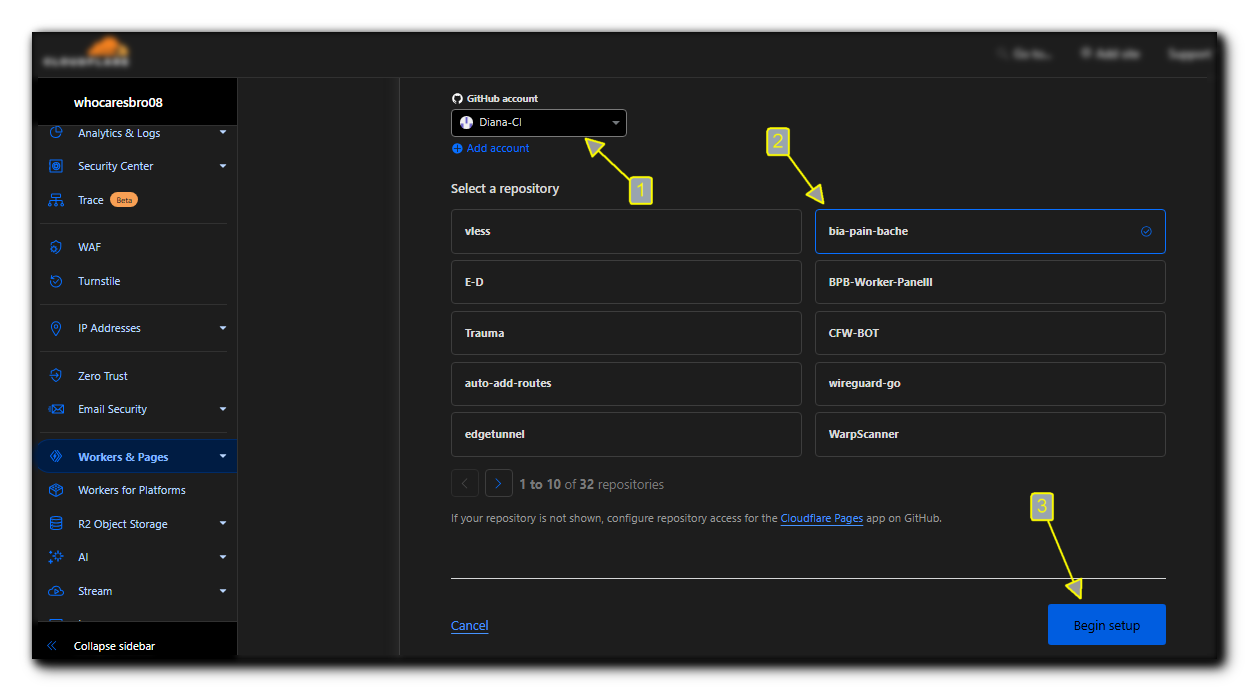 CLOUDFLARE
Go to...
Add site
Support
whocaresbro08
Analytics & Logs
Security Center
Trace Beta
WAF
Turnstile
IP Addresses
Zero Trust
Email Security
Workers & Pages
Workers for Platforms
R2 Object Storage
AI
Stream
Collapse sidebar
GitHub account
Diana-Cl
Add account
1
2
Select a repository
vless
bia-pain-bache
E-D
BPB-Worker-PanelIl
Trauma
CFW-BOT
auto-add-routes
wireguard-go
edgetunnel
WarpScanner
1 to 10 of 32 repositories
If your repository is not shown, configure repository access for the Cloudflare Pages app on GitHub.
3
Cancel
Begin setup